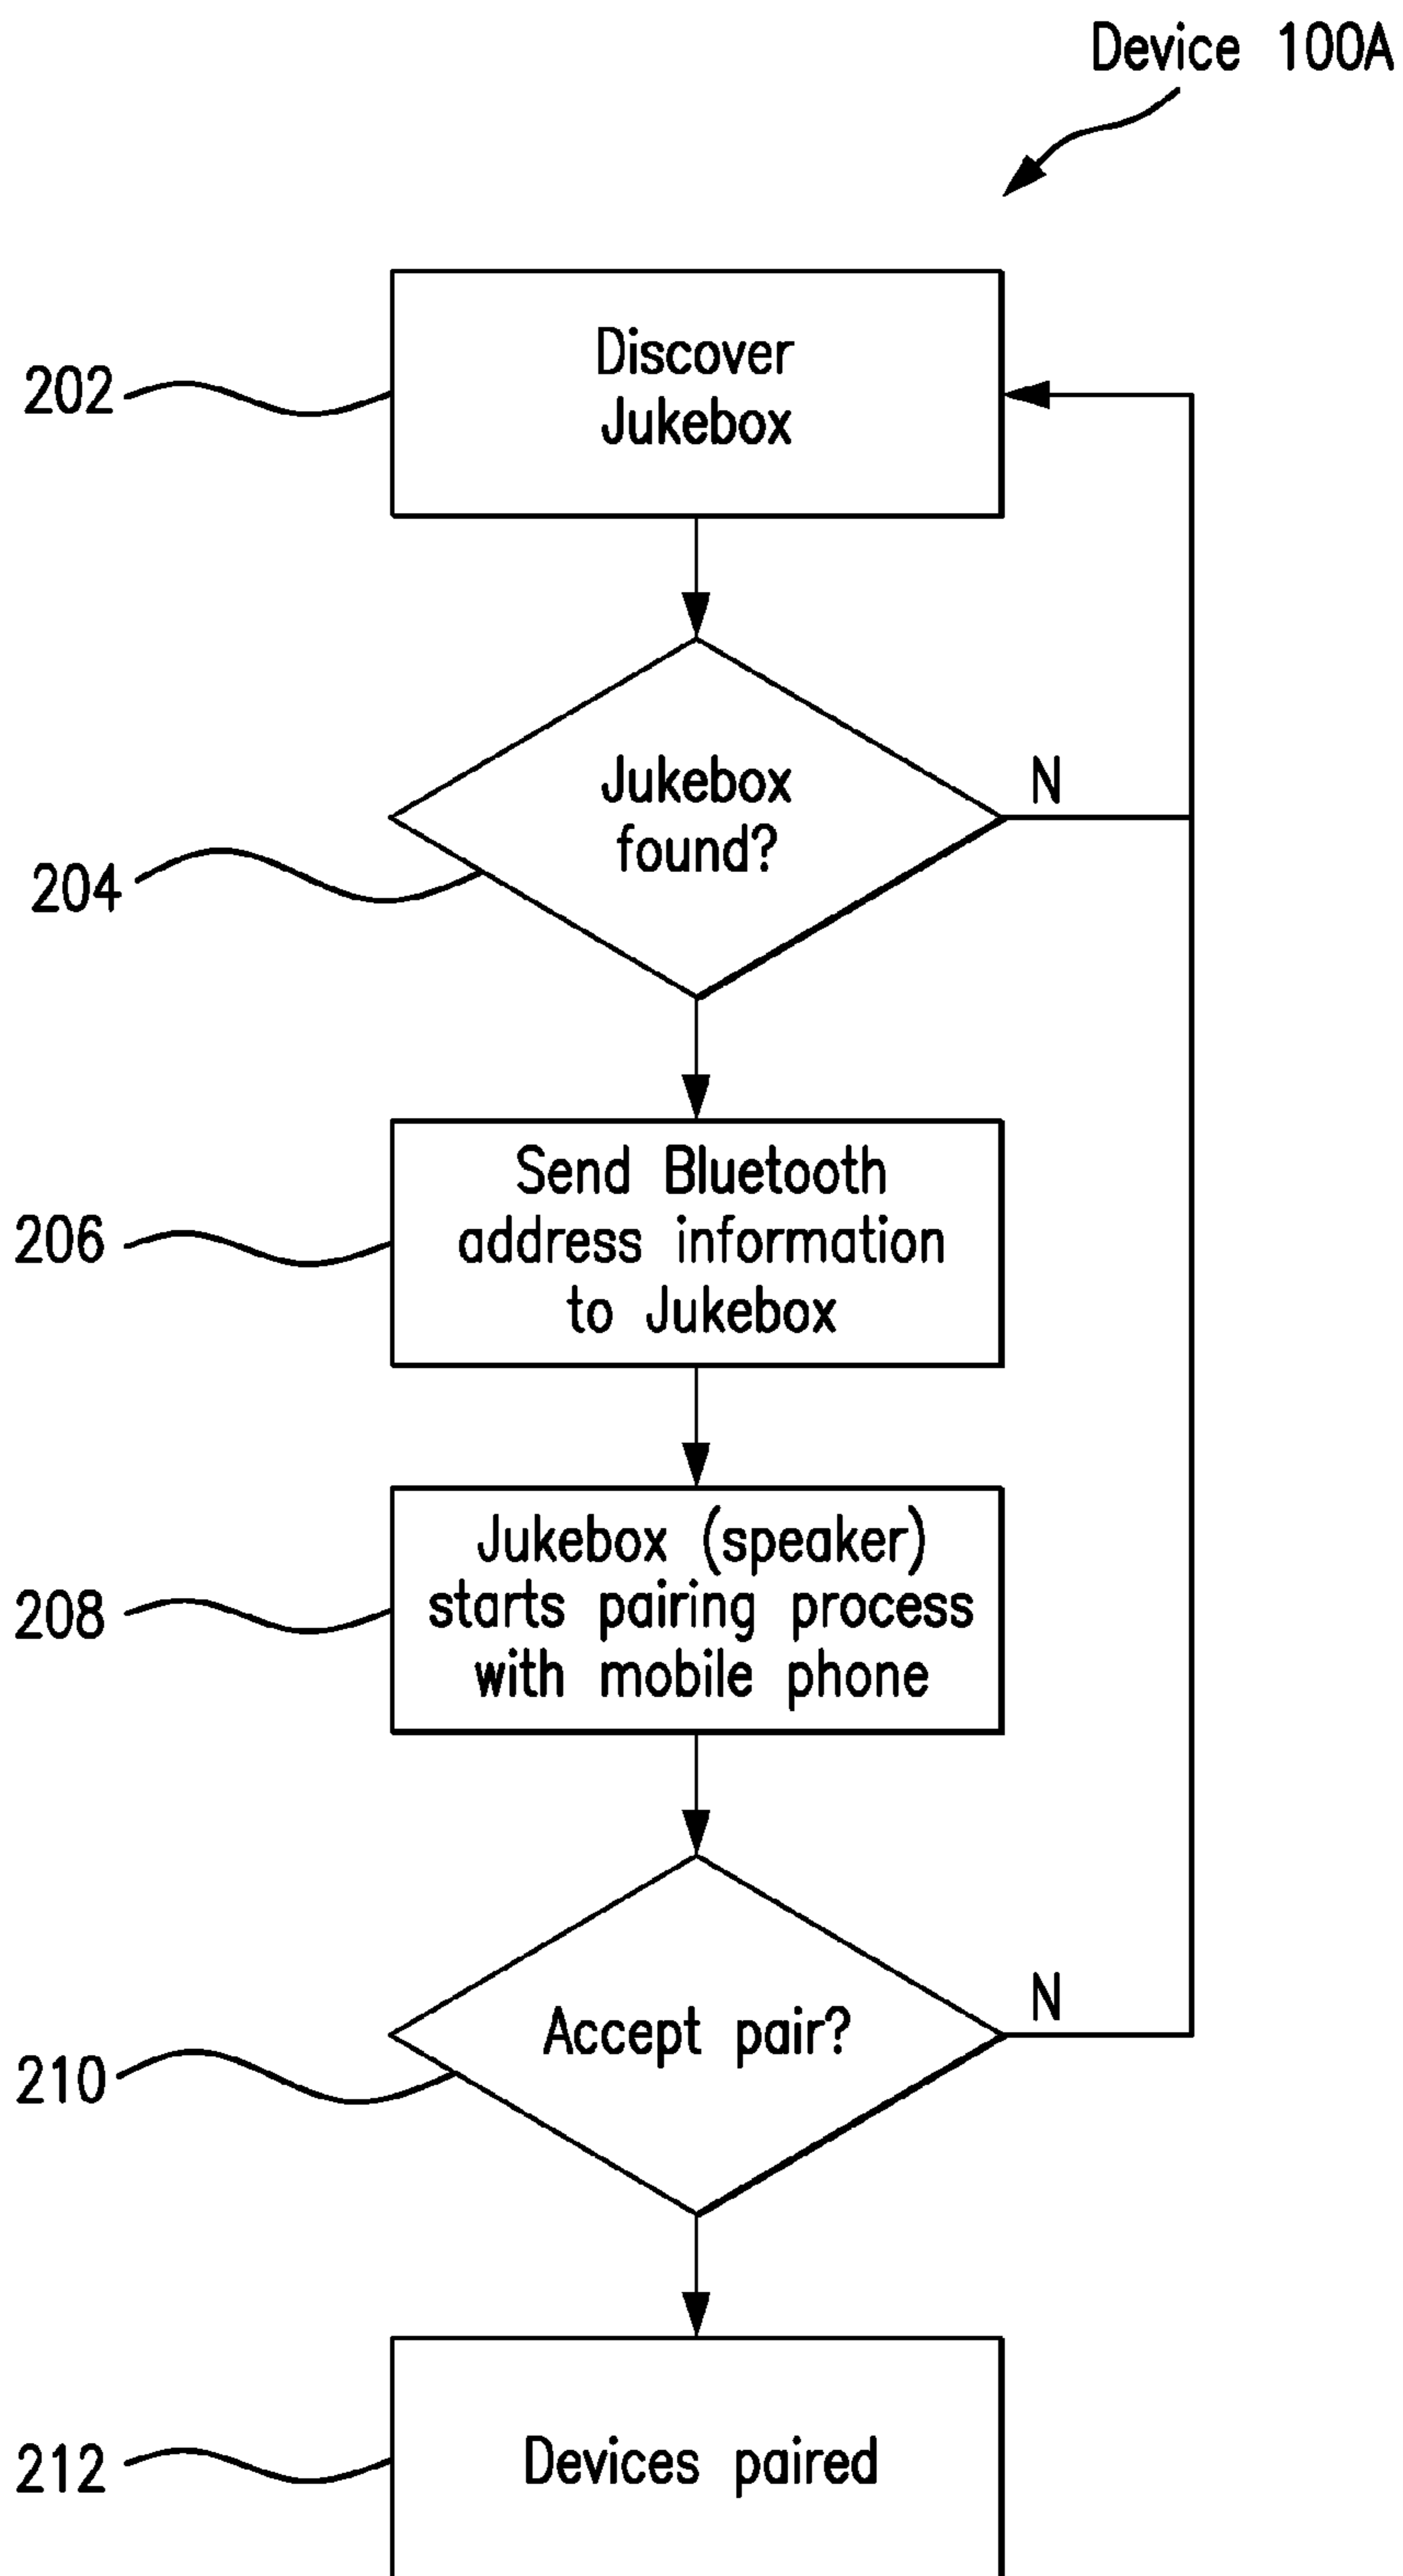 Device 100A
Discover
Jukebox
202
Jukebox
found?
N
204
Send Bluetooth
address information
to Jukebox
206
Jukebox (speaker)
starts pairing process
with mobile phone
208
Accept pair?
N
210
Devices paired
212